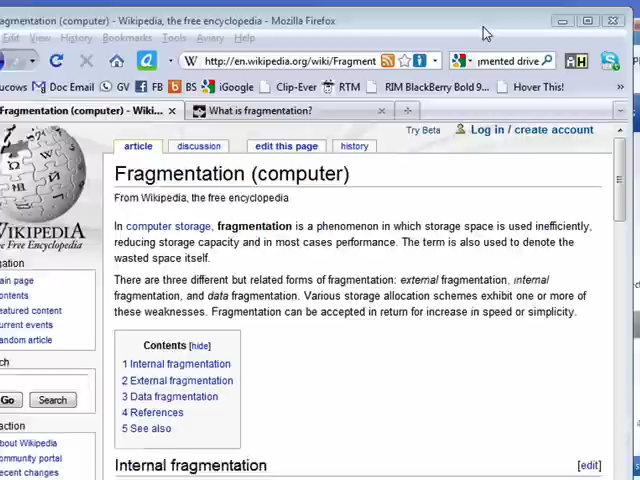 agmentation (computer) - Wikipedia, the free encyclopedia - Mozilla Firefox
Edit View History Bookmarks Tools Aviary Help
http://en.wikipedia.org/wiki/Fragment
mented drive
ucows Doc Email GV FB BS iGoogle Clip-Ever RTM RIM BlackBerry Bold 9... Hover This!
Fragmentation (computer) - Wiki...
What is fragmentation?
Try Beta
Log in / create account
article
discussion
edit this page
history
Fragmentation (computer)
From Wikipedia, the free encyclopedia
In computer storage, fragmentation is a phenomenon in which storage space is used inefficiently,
reducing storage capacity and in most cases performance. The term is also used to denote the
wasted space itself.
There are three different but related forms of fragmentation: external fragmentation, internal
fragmentation, and data fragmentation. Various storage allocation schemes exhibit one or more of
these weaknesses. Fragmentation can be accepted in return for increase in speed or simplicity.
Contents [hide]
1 Internal fragmentation
2 External fragmentation
3 Data fragmentation
4 References
5 See also
Internal fragmentation
[edit]
WIKIPEDIA
he Free Encyclopedia
vigation
ain page
ontents
eatured content
urrent events
andom article
rch
Go
Search
raction
bout Wikipedia
ommunity portal
ecent changes